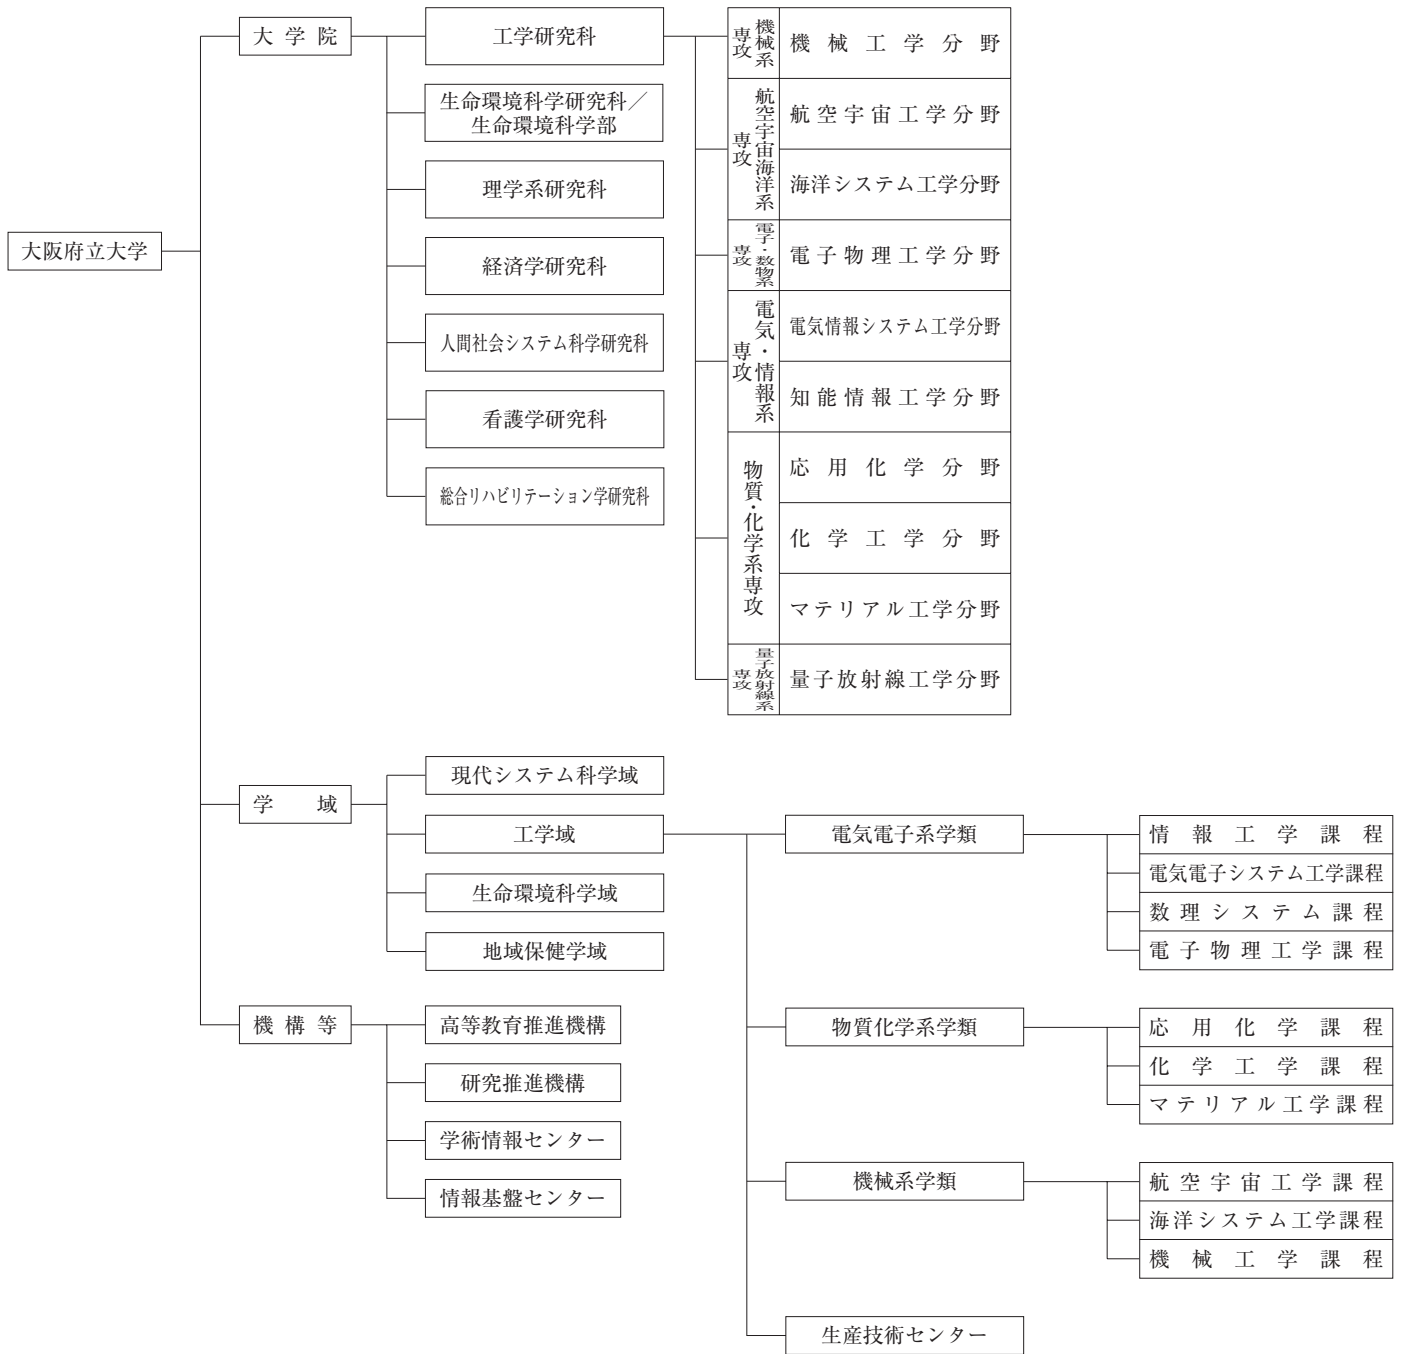 大阪府立大学
大学院
工学研究科
生命環境科学研究科／
生命環境科学部
理学系研究科
経済学研究科
人間社会システム科学研究科
看護学研究科
総合リハビリテーション学研究科
機械系
専攻
機械工学分野
航空宇宙海洋系
専攻
航空宇宙工学分野
海洋システム工学分野
電子・数物系
専攻
電子物理工学分野
電気・情報系
専攻
電気情報システム工学分野
知能情報工学分野
物質・化学系専攻
応用化学分野
化学工学分野
マテリアル工学分野
量子放射線系
専攻
量子放射線工学分野
学域
現代システム科学域
工学域
生命環境科学域
地域保健学域
電気電子系学類
情報工学課程
電気電子システム工学課程
数理システム課程
電子物理工学課程
物質化学系学類
応用化学課程
化学工学課程
マテリアル工学課程
機械系学類
航空宇宙工学課程
海洋システム工学課程
機械工学課程
生産技術センター
機構等
高等教育推進機構
研究推進機構
学術情報センター
情報基盤センター